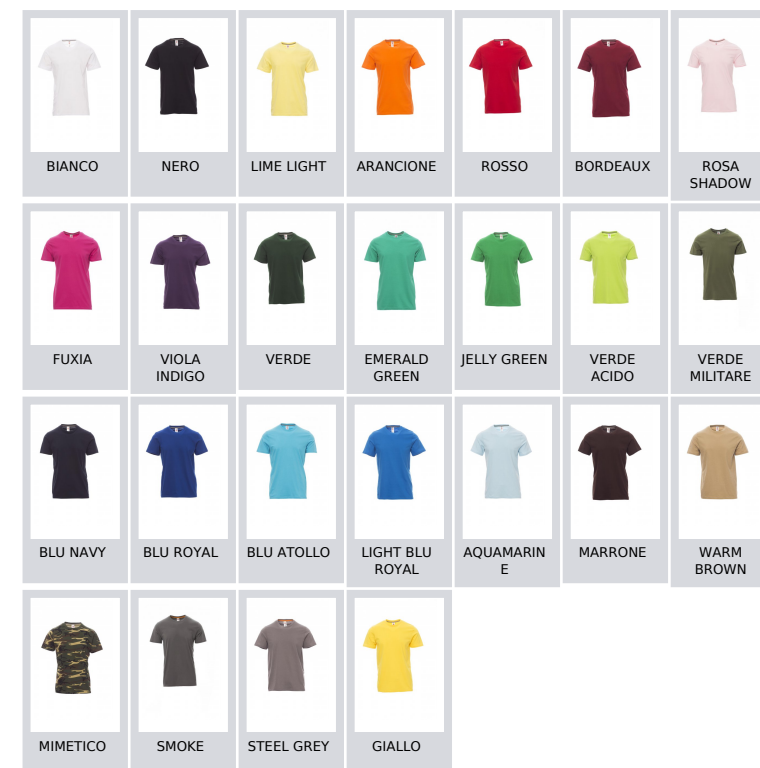 BIANCO
NERO
LIME LIGHT
ARANCIONE
ROSSO
BORDEAUX
ROSA
SHADOW
FUXIA
VIOLA
INDIGO
VERDE
EMERALD
GREEN
JELLY GREEN
VERDE
ACIDO
VERDE
MILITARE
BLU NAVY
BLU ROYAL
BLU ATOLLO
LIGHT BLU
ROYAL
AQUAMARIN
E
MARRONE
WARM
BROWN
MIMETICO
SMOKE
STEEL GREY
GIALLO